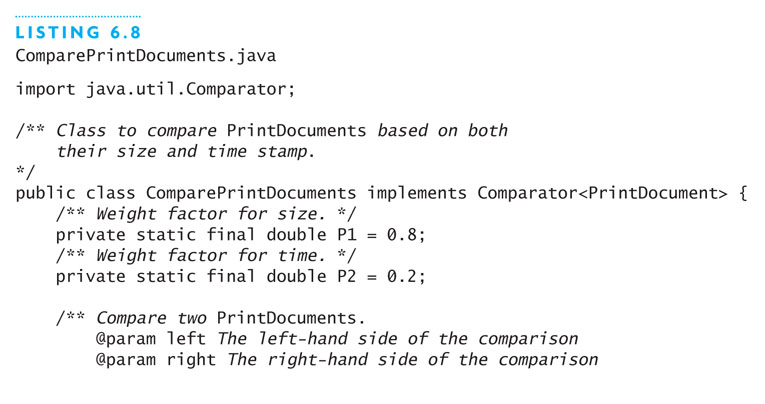 LISTING 6.8
ComparePrintDocuments.java
import java.util.Comparator;
/** Class to compare PrintDocuments based on both
    their size and time stamp.
*/
public class ComparePrintDocuments implements Comparator<PrintDocument> {
    /** Weight factor for size. */
    private static final double P1 = 0.8;
    /** Weight factor for time. */
    private static final double P2 = 0.2;
    /** Compare two PrintDocuments.
        @param left The left-hand side of the comparison
        @param right The right-hand side of the comparison